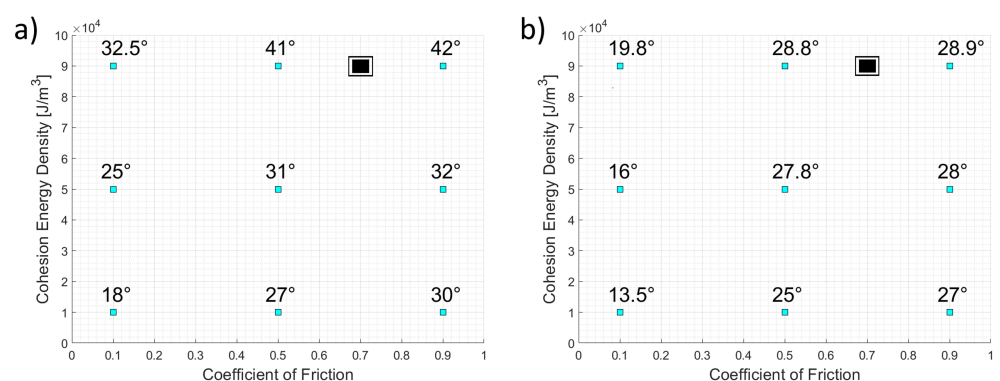 a)
×10⁴
Cohesion Energy Density [J/m³]
10
9
8
7
6
5
4
3
2
1
0
32.5° 41° 42°
25° 31° 32°
18° 27° 30°
0 0.1 0.2 0.3 0.4 0.5 0.6 0.7 0.8 0.9 1
Coefficient of Friction
b)
×10⁴
Cohesion Energy Density [J/m³]
10
9
8
7
6
5
4
3
2
1
0
19.8° 28.8° 28.9°
16° 27.8° 28°
13.5° 25° 27°
0 0.1 0.2 0.3 0.4 0.5 0.6 0.7 0.8 0.9 1
Coefficient of Friction